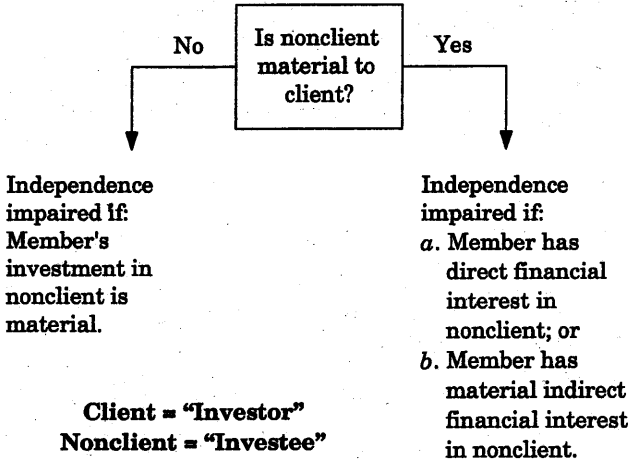 No
Is nonclient
material to
client?
Yes
Independence
impaired if:
Member's
investment in
nonclient is
material.
Independence
impaired if:
a. Member has
direct financial
interest in
nonclient; or
b. Member has
material indirect
financial interest
in nonclient.
Client = “Investor”
Nonclient = “Investee”